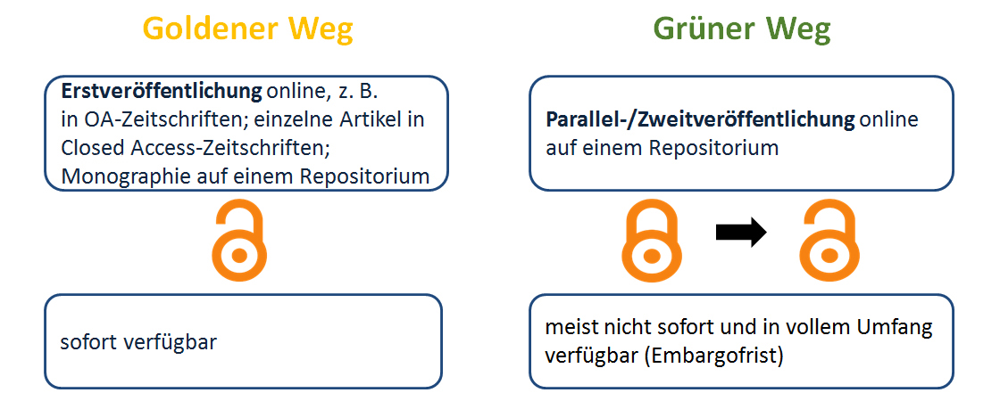 Goldener Weg
Erstveröffentlichung online, z. B.
in OA-Zeitschriften; einzelne Artikel in
Closed Access-Zeitschriften;
Monographie auf einem Repositorium
sofort verfügbar
Grüner Weg
Parallel-/Zweitveröffentlichung online
auf einem Repositorium
meist nicht sofort und in vollem Umfang
verfügbar (Embargofrist)